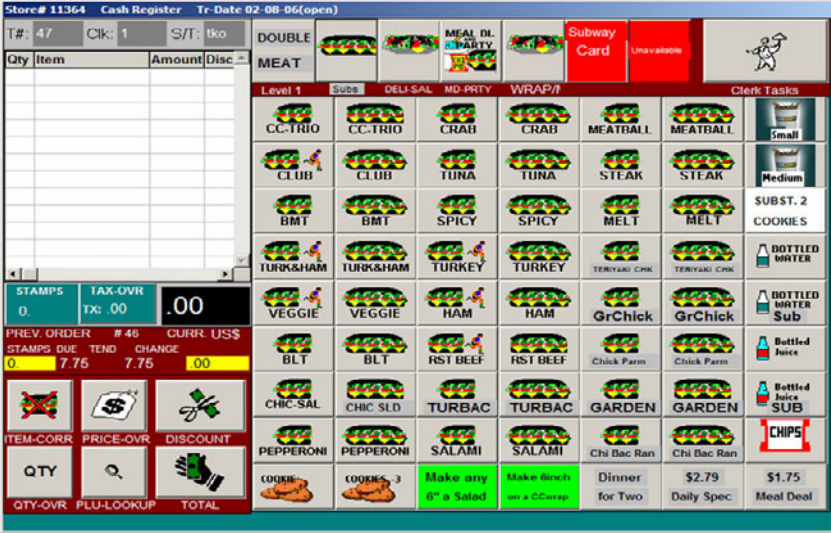 Store# 11364 Cash Register Tr-Date 02-08-06(open)
T#: 47 Clk: 1 S/T: tko
DOUBLE
MEAT
MEAL DL.
AND
PARTY
Subway
Card
Unavailable
Qty Item Amount Disc
Level 1 Subs DELI-SAL MD-PRTY WRAP/ Clerk Tasks
CC-TRIO CC-TRIO CRAB CRAB MEATBALL MEATBALL Small
CLUB CLUB TUNA TUNA STEAK STEAK Medium
BMT BMT SPICY SPICY MELT MELT SUBST. 2
COOKIES
TURK&HAM TURK&HAM TURKEY TURKEY TERIYAKI CHK TERIYAKI CHK BOTTLED
WATER
VEGGIE VEGGIE HAM HAM GrChick GrChick BOTTLED
WATER
Sub
BLT BLT RST BEEF RST BEEF Chick Parm Chick Parm Bottled
Juice
CHIC-SAL CHIC SLD TURBAC TURBAC GARDEN GARDEN Bottled
Juice
SUB
PEPPERONI PEPPERONI SALAMI SALAMI Chi Bac Ran Chi Bac Ran CHIPS
COOKIE COOKIES -3 Make any
6" a Salad
Make 6inch
on a CCwrap
Dinner
for Two
$2.79
Daily Spec
$1.75
Meal Deal
STAMPS TAX-OVR
0. TX: .00 .00
PREV. ORDER # 46 CURR. US$
STAMPS DUE TEND CHANGE
0. 7.75 7.75 .00
ITEM-CORR PRICE-OVR DISCOUNT
QTY
QTY-OVR PLU-LOOKUP TOTAL